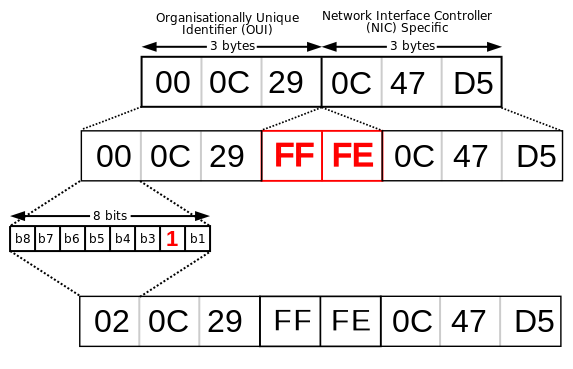 Organisationally Unique
Identifier (OUI)
Network Interface Controller
(NIC) Specific
3 bytes
3 bytes
00 0C 29 0C 47 D5
00 0C 29 FF FE 0C 47 D5
8 bits
b8 b7 b6 b5 b4 b3 1 b1
02 0C 29 FF FE 0C 47 D5